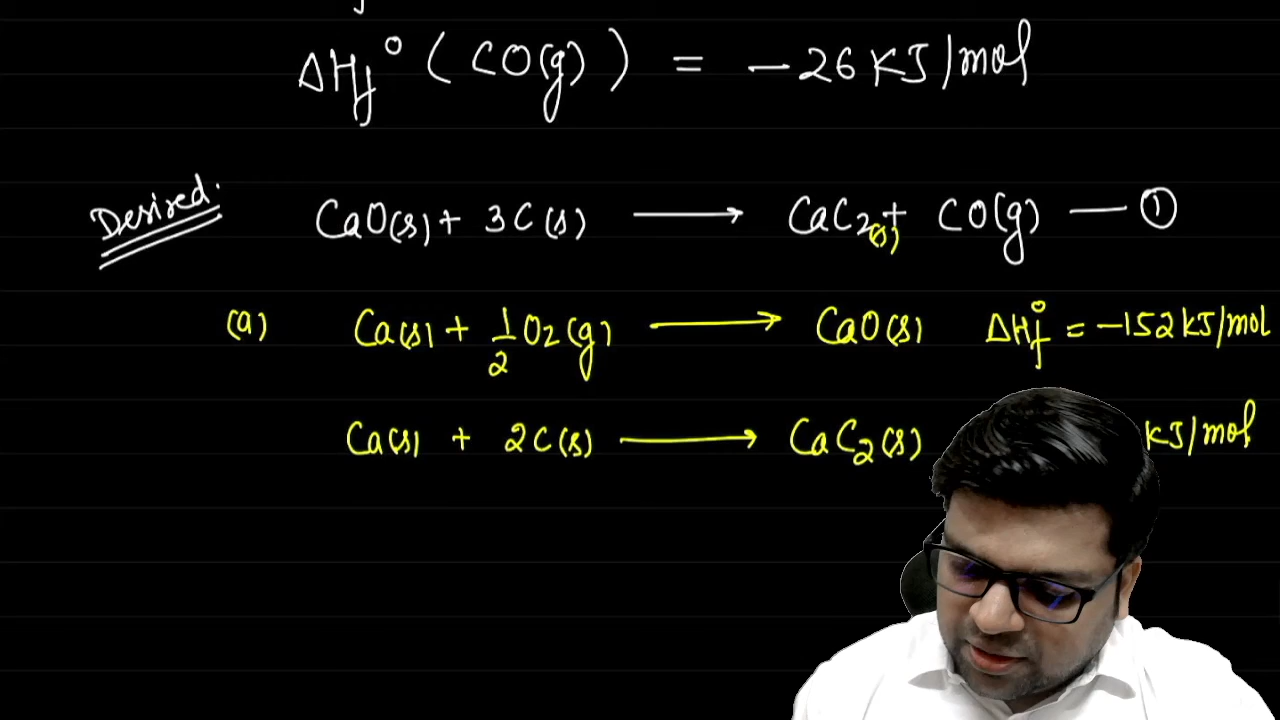 ΔHf° (CO(g)) = −26 KJ/mol
Desired. CaO(s) + 3C(s) ⟶ CaC2(s) + CO(g) — ①
(a) Ca(s) + 1/2 O2(g) ⟶ CaO(s) ΔHf° = −152 KJ/mol
Ca(s) + 2C(s) ⟶ CaC2(s) KJ/mol